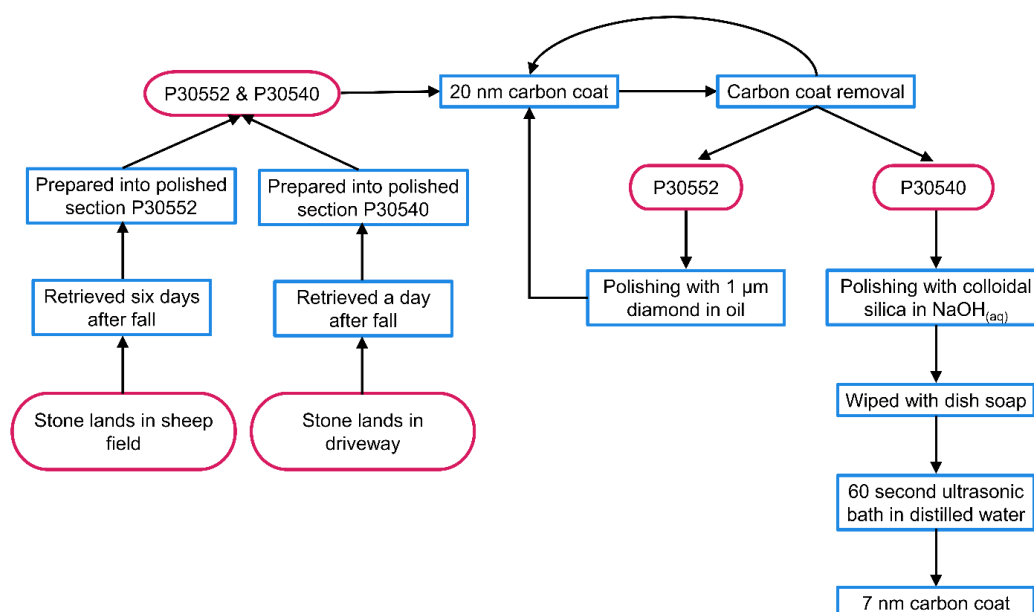 P30552 & P30540
20 nm carbon coat
Carbon coat removal
Prepared into polished
section P30552
Prepared into polished
section P30540
P30552
P30540
Retrieved six days
after fall
Retrieved a day
after fall
Polishing with 1 µm
diamond in oil
Polishing with colloidal
silica in NaOH(aq)
Stone lands in sheep
field
Stone lands in
driveway
Wiped with dish soap
60 second ultrasonic
bath in distilled water
7 nm carbon coat